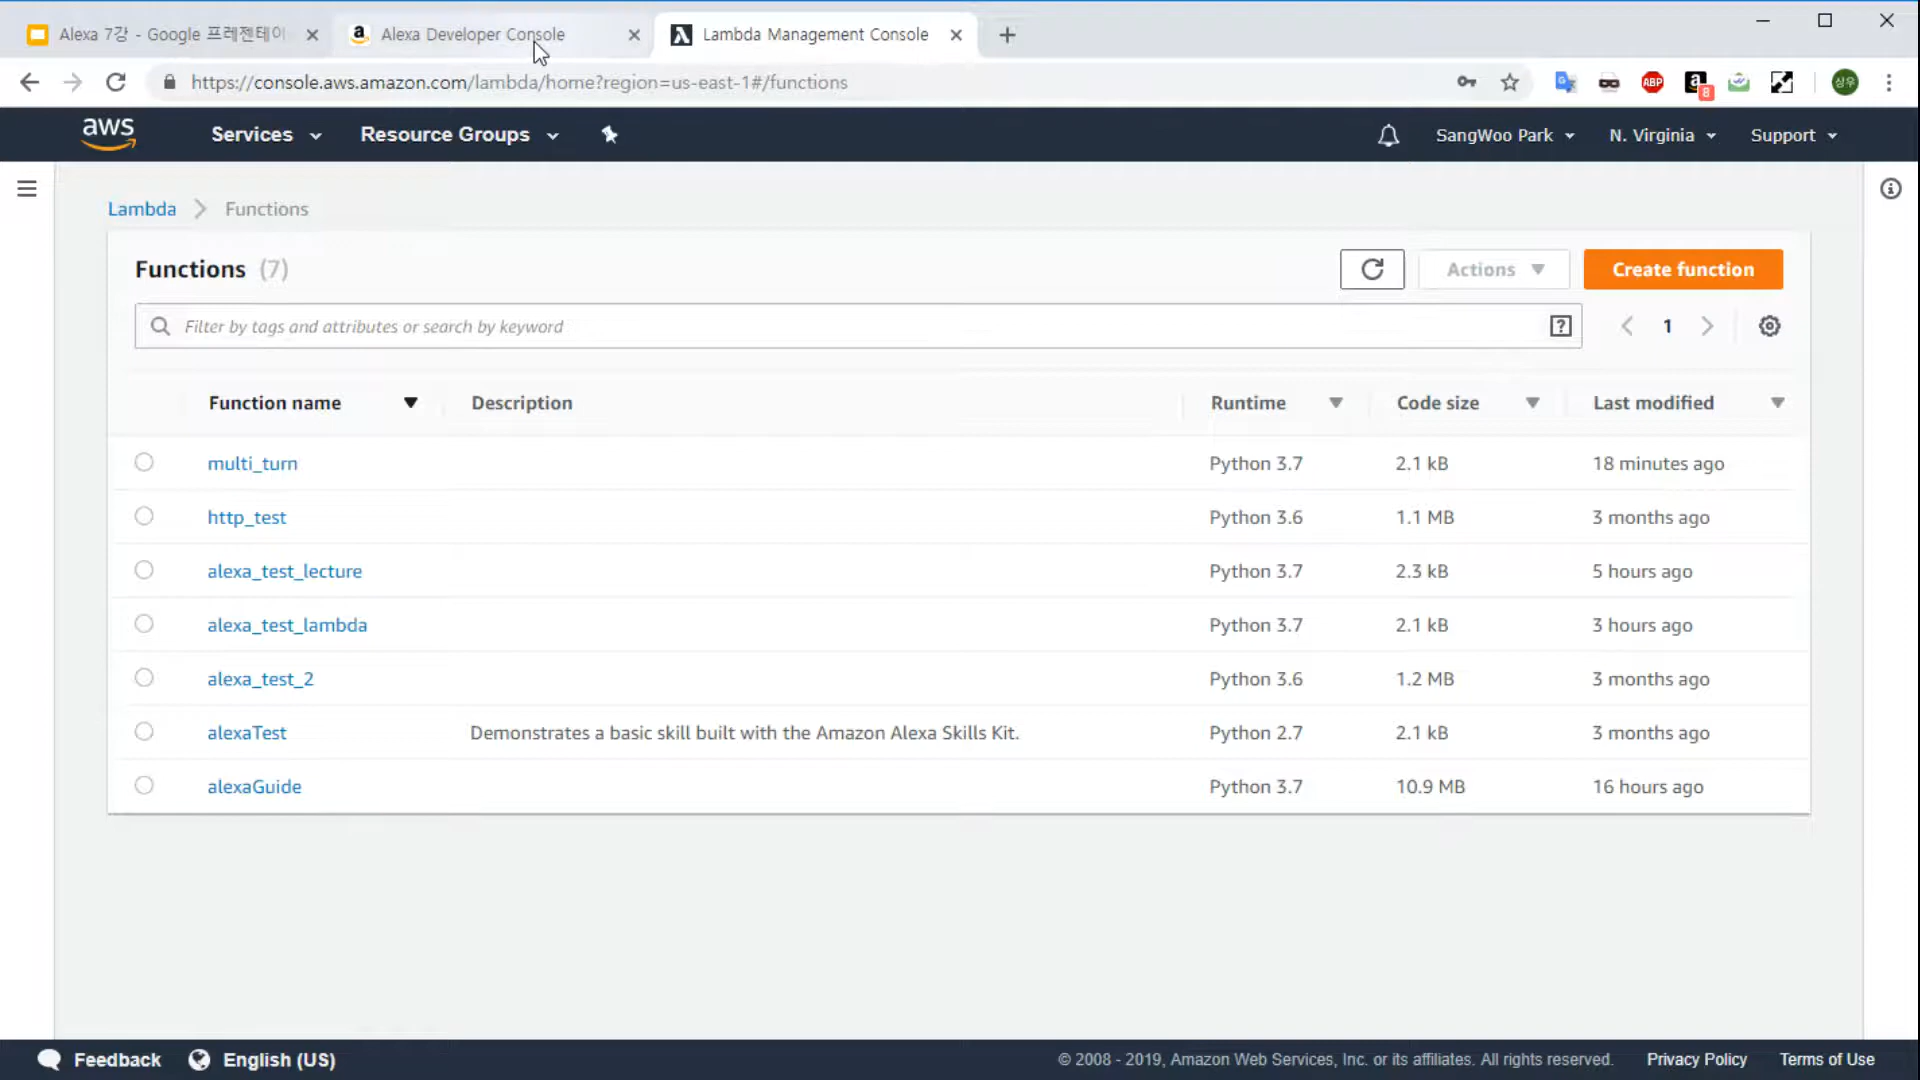 Alexa 7강 - Google 프레젠테이
Alexa Developer Console
Lambda Management Console
https://console.aws.amazon.com/lambda/home?region=us-east-1#/functions
ABP
8
상우
aws
Services
Resource Groups
SangWoo Park
N. Virginia
Support
Lambda
Functions
Functions (7)
Actions
Create function
Filter by tags and attributes or search by keyword
1
Function name
Description
Runtime
Code size
Last modified
multi_turn
Python 3.7
2.1 kB
18 minutes ago
http_test
Python 3.6
1.1 MB
3 months ago
alexa_test_lecture
Python 3.7
2.3 kB
5 hours ago
alexa_test_lambda
Python 3.7
2.1 kB
3 hours ago
alexa_test_2
Python 3.6
1.2 MB
3 months ago
alexaTest
Demonstrates a basic skill built with the Amazon Alexa Skills Kit.
Python 2.7
2.1 kB
3 months ago
alexaGuide
Python 3.7
10.9 MB
16 hours ago
Feedback
English (US)
© 2008 - 2019, Amazon Web Services, Inc. or its affiliates. All rights reserved.
Privacy Policy
Terms of Use